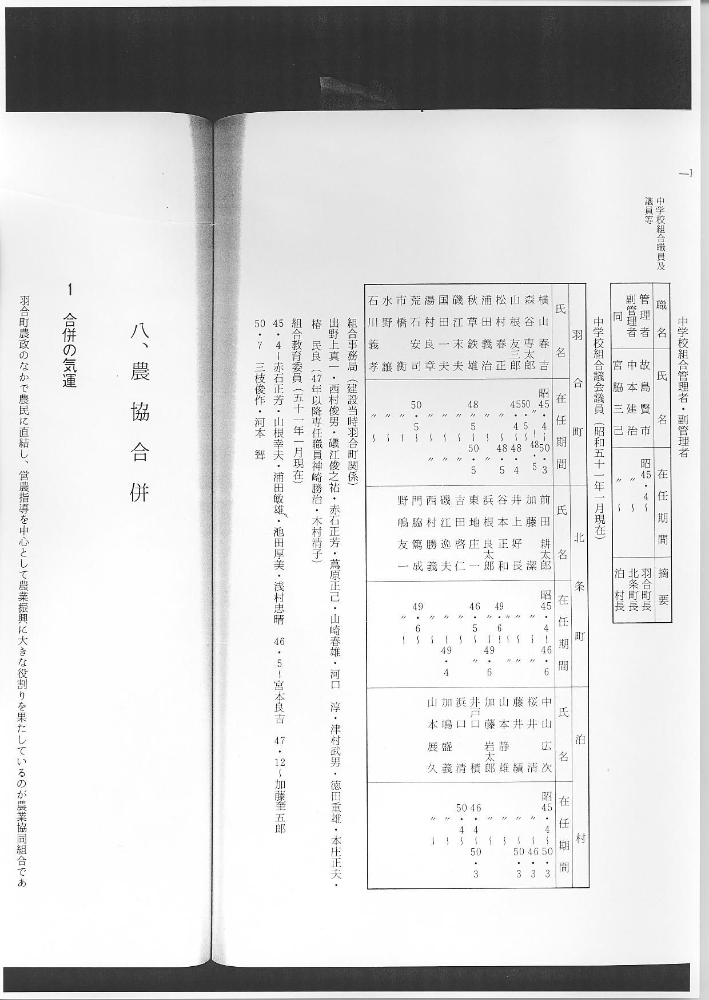 中学校組合職員及
議員等
中学校組合管理者・副管理者
職名 氏名 在任期間 摘要
管理者 故島賢市 昭45・4〜 羽合町長
副管理者 中本建治 〃〜 北条町長
同 宮脇三己 〃〜 泊村長
中学校組合議会議員(昭和五十一年一月現在)
羽合町 北条町 泊村
氏名 在任期間 氏名 在任期間 氏名 在任期間
横山春吉 昭45・4〜50・3 前田耕太郎 昭45・4〜46・6 中山広次 昭45・4〜50・3
森谷専太郎 〃〜48・5 加藤潔 〃〜〃 桜井清 〃〜46・3
山根友三郎 45・4〜48・4 井上好長 〃〜〃 藤井績 〃〜50・3
松村春正 〃〜48・5 谷本正和 49・6〜 山本静雄 〃〜
浦田義治 〃〜〃 浜根良太郎 〃〜49・6 加藤岩太郎 〃〜
秋草鉄雄 48・5〜50・5 東地庄一 46・5〜〃 井戸口積 46・4〜50・3
磯江末夫 〃〜〃 吉田啓仁 〃〜 浜口清 50・4〜
国田一夫 〃〜〃 磯江逸夫 〃〜49・4 加嶋盛義 〃〜
湯村良章 〃〜〃 西村勝義 〃〜 山本展久 〃〜
荒石安司 50・5〜 門脇篤成 49・6〜
市橋衡 〃〜 野嶋友一 〃〜
水野讓 〃〜
石川義孝 〃〜
組合事務局(建設当時羽合町関係)
出野上真一・西村俊男・礒江俊之祐・赤石正芳・蔦原正己・山崎春雄・河口 淳・津村武男・徳田重雄・本庄正夫・
椿 民良(47年以降専任職員神崎勝治・木村清子)
組合教育委員(五十一年一月現在)
45・4〜赤石正芳・山根幸夫・浦田敏雄・池田厚美・浅村忠晴 46・5〜宮本良吉 47・12〜加藤奎五郎
50・7 三枝俊作・河本 聟
八、農協合併
1 合併の気運
羽合町農政のなかで農民に直結し、営農指導を中心として農業振興に大きな役割りを果たしているのが農業協同組合であ